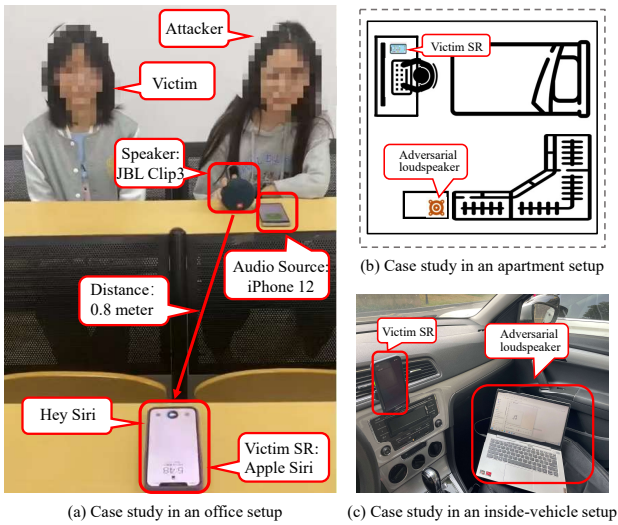 Attacker
Victim
Speaker:
JBL Clip3
Audio Source:
iPhone 12
Distance:
0.8 meter
Hey Siri
Victim SR:
Apple Siri
5:48
(a) Case study in an office setup
Victim SR
Adversarial
loudspeaker
(b) Case study in an apartment setup
Victim SR
Adversarial
loudspeaker
(c) Case study in an inside-vehicle setup